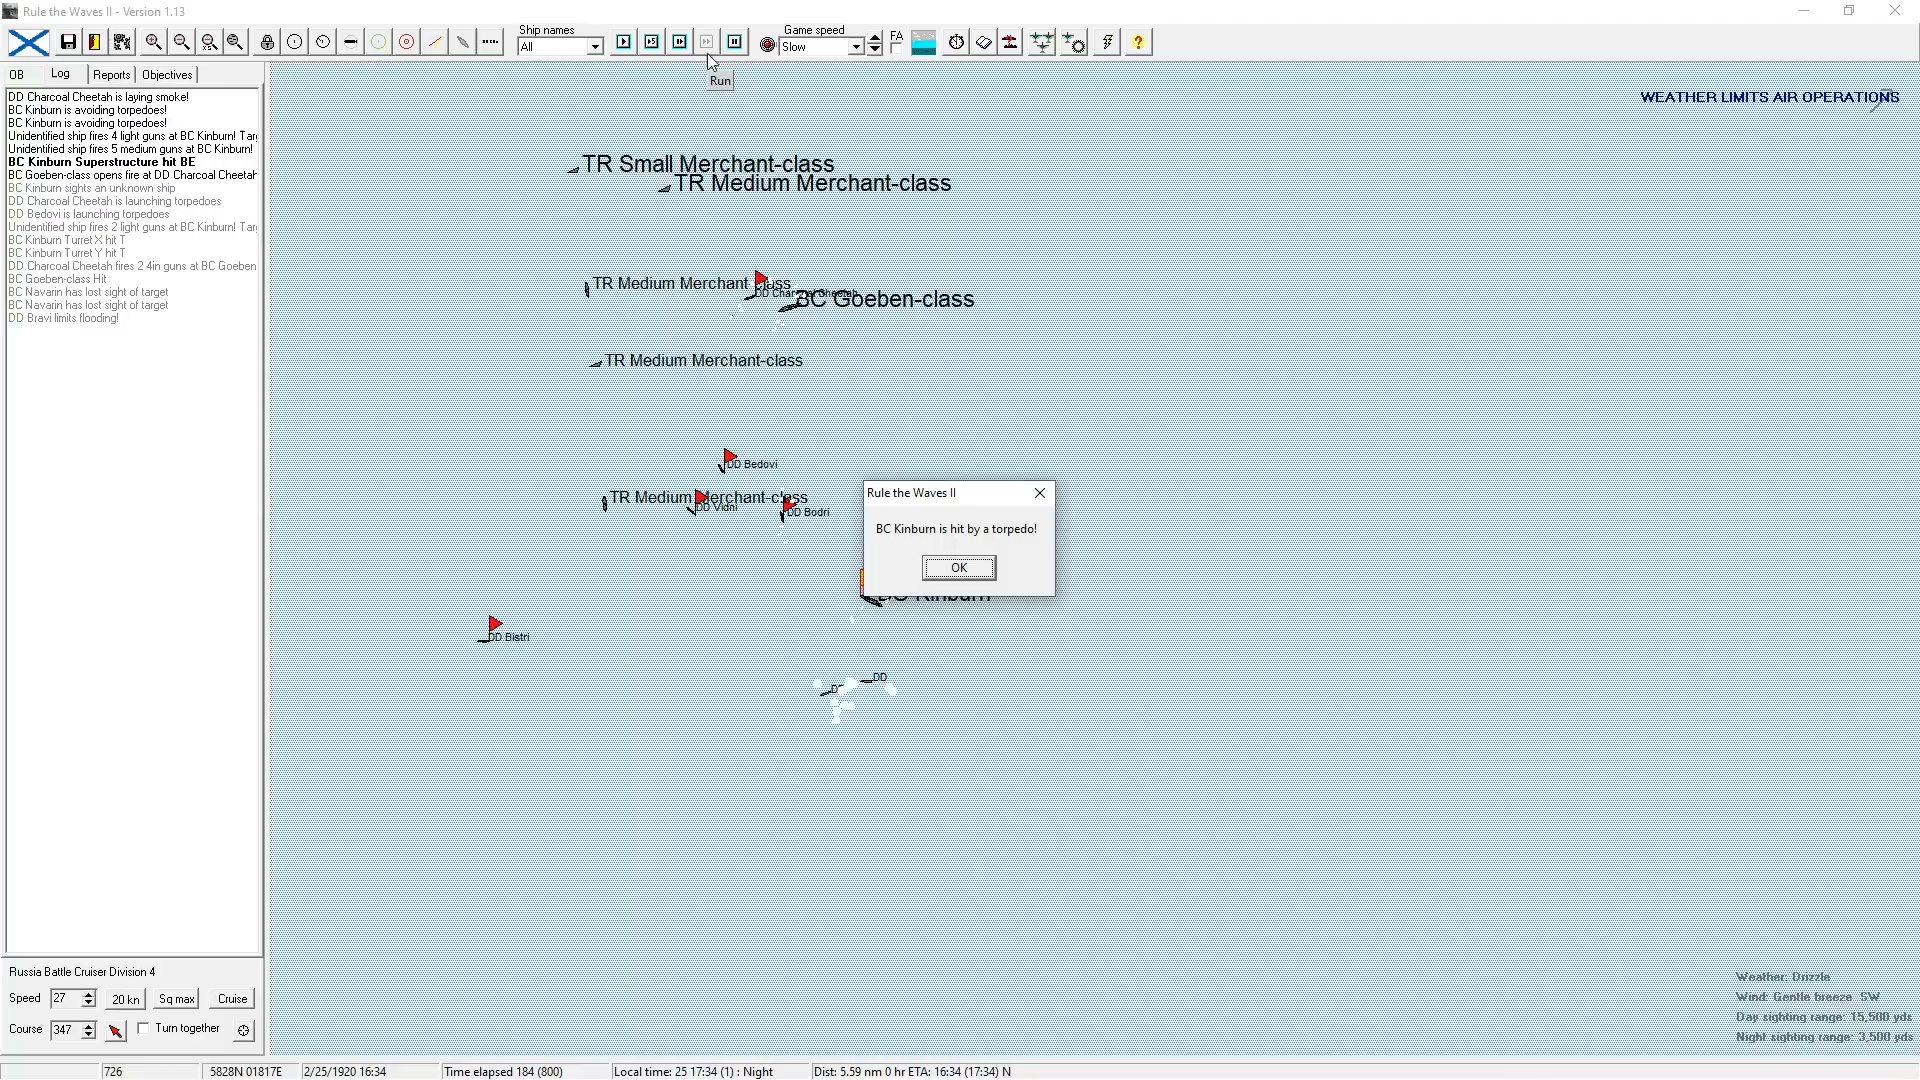 Rule the Waves II - Version 1.13
Ship names
All
Game speed
Slow
FA
Run
OB
Log
Reports
Objectives
DD Charcoal Cheetah is laying smoke!
BC Kinburn is avoiding torpedoes!
BC Kinburn is avoiding torpedoes!
Unidentified ship fires 4 light guns at BC Kinburn! Tar
Unidentified ship fires 5 medium guns at BC Kinburn!
BC Kinburn Superstructure hit BE
BC Goeben-class opens fire at DD Charcoal Cheetah
BC Kinburn sights an unknown ship
DD Charcoal Cheetah is launching torpedoes
DD Bedovi is launching torpedoes
Unidentified ship fires 2 light guns at BC Kinburn! Tar
BC Kinburn Turret X hit T
BC Kinburn Turret Y hit T
DD Charcoal Cheetah fires 2 4in guns at BC Goeben
BC Goeben-class Hit
BC Navarin has lost sight of target
BC Navarin has lost sight of target
DD Bravi limits flooding!
WEATHER LIMITS AIR OPERATIONS
TR Small Merchant-class
TR Medium Merchant-class
TR Medium Merchant-class
DD Charcoal Cheetah
BC Goeben-class
TR Medium Merchant-class
DD Bedovi
TR Medium Merchant-class
DD Vidni
DD Bodri
Rule the Waves II
BC Kinburn is hit by a torpedo!
OK
BC Kinburn
DD Bistri
DD
Russia Battle Cruiser Division 4
Speed
27
20 kn
Sq max
Cruise
Course
347
Turn together
Weather: Drizzle
Wind: Gentle breeze SW
Day sighting range: 15,500 yds
Night sighting range: 3,500 yds
726
5828N 01817E
2/25/1920 16:34
Time elapsed 184 (800)
Local time: 25 17:34 (1) : Night
Dist: 5.59 nm 0 hr ETA: 16:34 (17:34) N